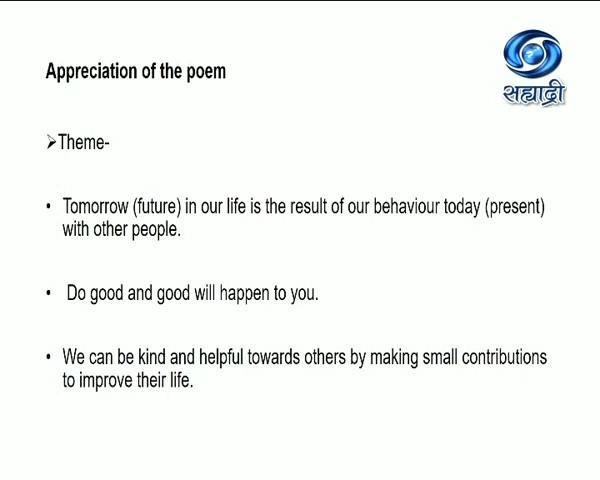 Appreciation of the poem
सह्याद्री
➢Theme-
• Tomorrow (future) in our life is the result of our behaviour today (present)
with other people.
• Do good and good will happen to you.
• We can be kind and helpful towards others by making small contributions
to improve their life.